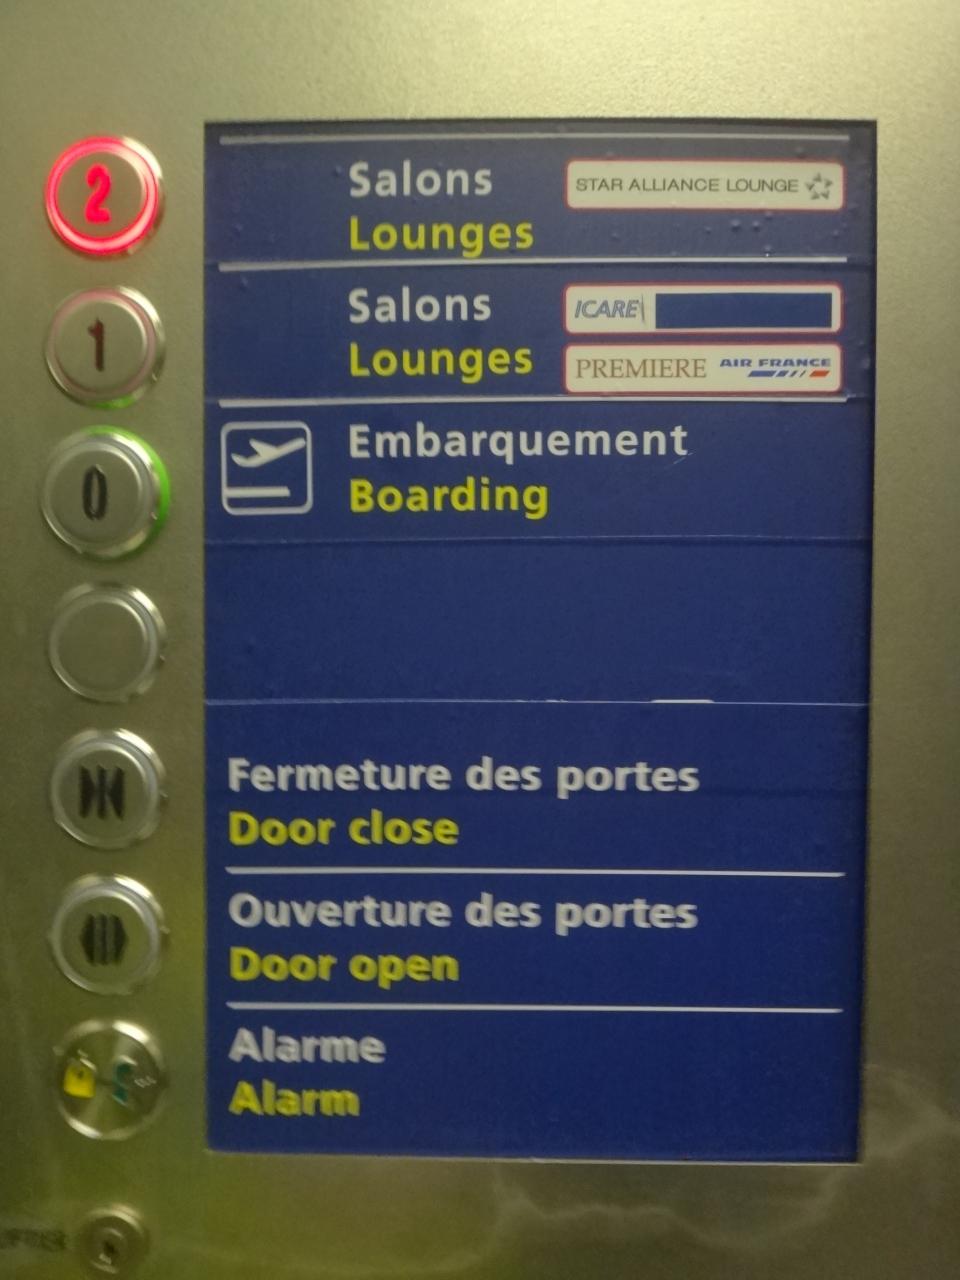 2
Salons
Lounges
STAR ALLIANCE LOUNGE
1
Salons
Lounges
ICARE
PREMIERE AIR FRANCE
0
Embarquement
Boarding
Fermeture des portes
Door close
Ouverture des portes
Door open
Alarme
Alarm